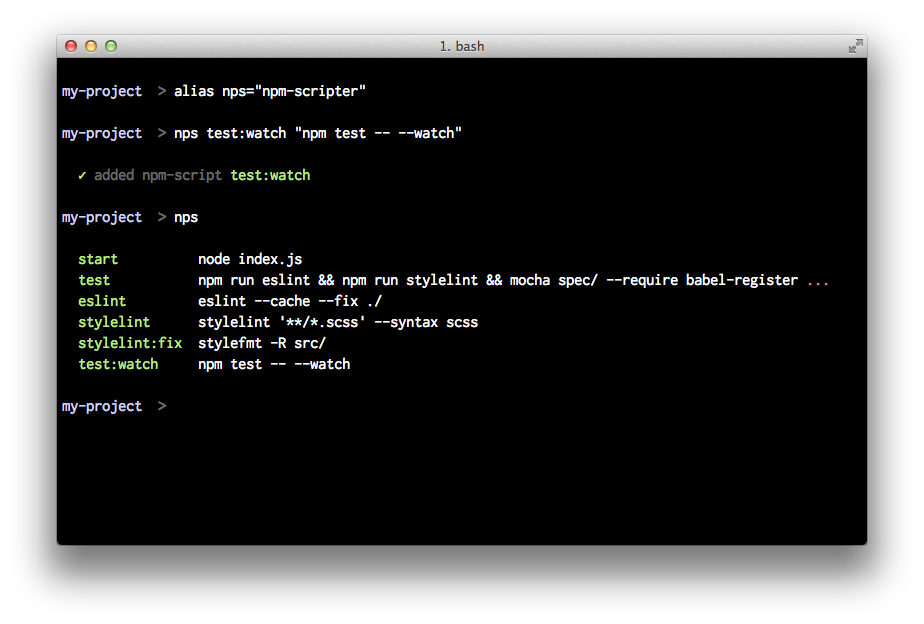 1. bash
my-project > alias nps="npm-scripter"
my-project > nps test:watch "npm test -- --watch"
✓ added npm-script test:watch
my-project > nps
start node index.js
test npm run eslint && npm run stylelint && mocha spec/ --require babel-register ...
eslint eslint --cache --fix ./
stylelint stylelint '**/*.scss' --syntax scss
stylelint:fix stylefmt -R src/
test:watch npm test -- --watch
my-project >